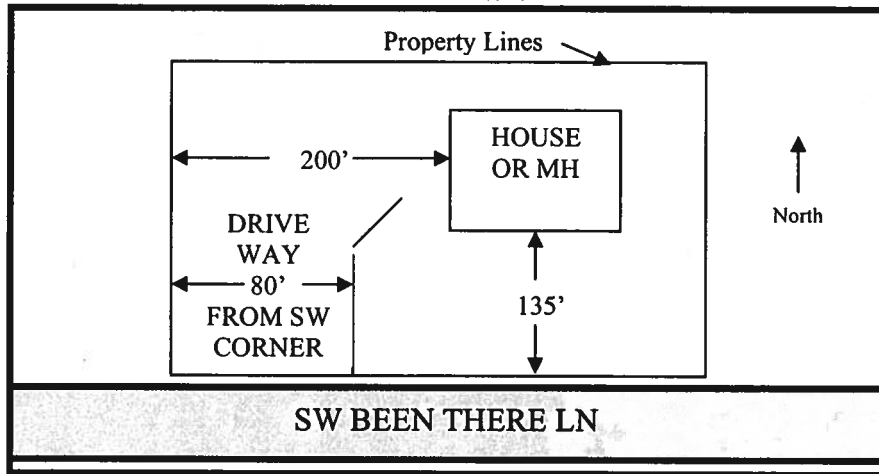 Property Lines
HOUSE
OR MH
200’
North
DRIVE
WAY
80’
FROM SW
CORNER
135’
SW BEEN THERE LN